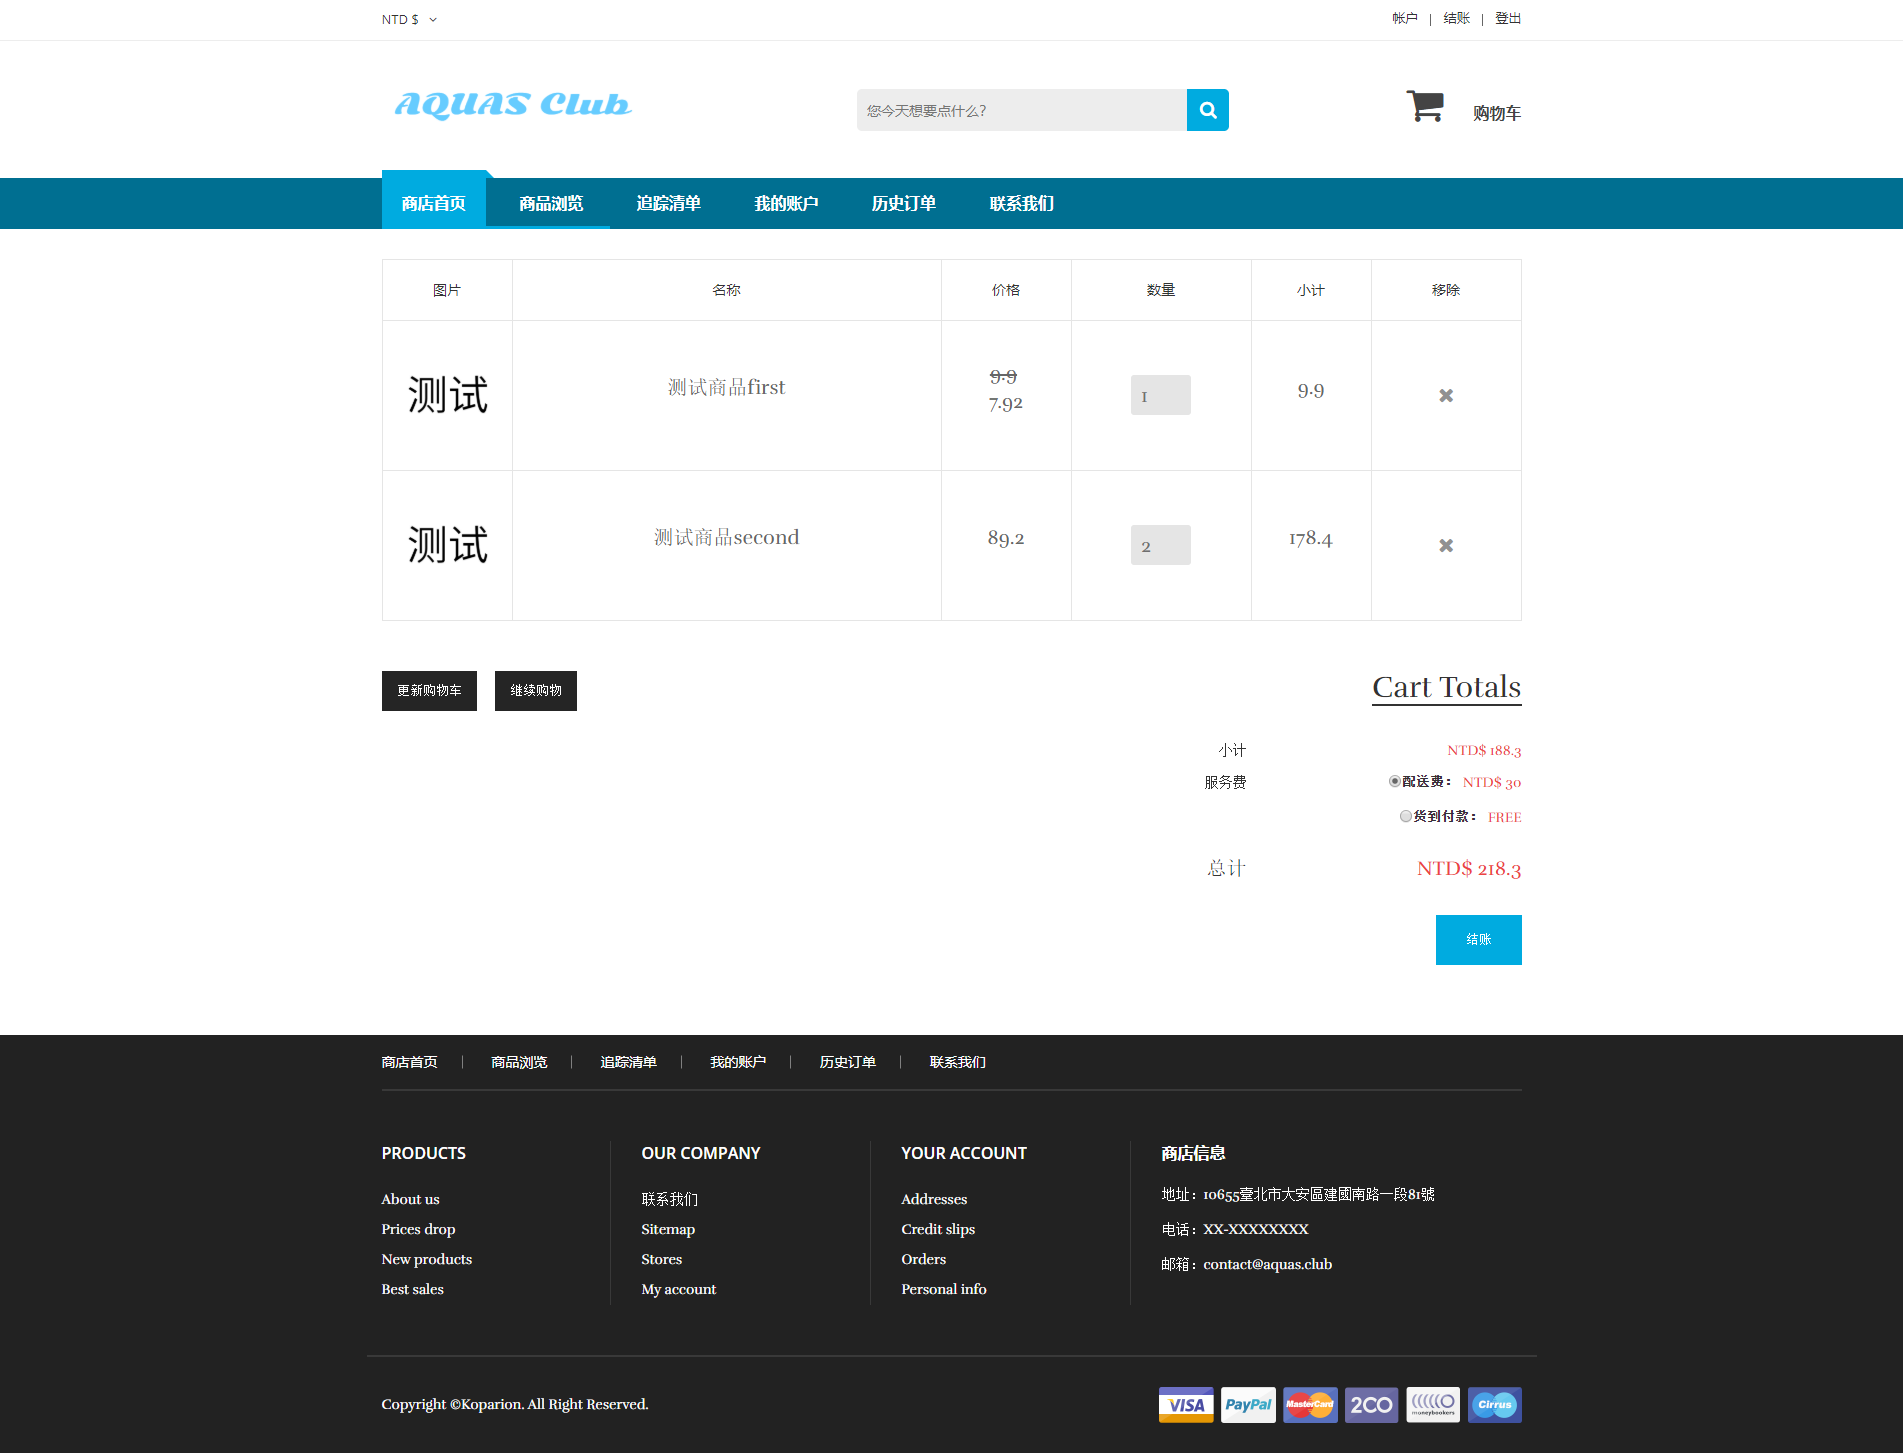 NTD $
帐户 | 结账 | 登出
AQUAS Club
您今天想要点什么？
购物车
商店首页 商品浏览 追踪清单 我的账户 历史订单 联系我们
图片 名称 价格 数量 小计 移除
测试 测试商品first 9.9 7.92 1 9.9
测试 测试商品second 89.2 2 178.4
更新购物车 继续购物
Cart Totals
小计 NTD$ 188.3
服务费 配送费： NTD$ 30
货到付款： FREE
总计 NTD$ 218.3
结账
商店首页 | 商品浏览 | 追踪清单 | 我的账户 | 历史订单 | 联系我们
PRODUCTS
About us
Prices drop
New products
Best sales
OUR COMPANY
联系我们
Sitemap
Stores
My account
YOUR ACCOUNT
Addresses
Credit slips
Orders
Personal info
商店信息
地址：10655臺北市大安區建國南路一段81號
电话：XX-XXXXXXXX
邮箱：contact@aquas.club
Copyright ©Koparion. All Right Reserved.
VISA PayPal MasterCard 2CO moneybookers Cirrus